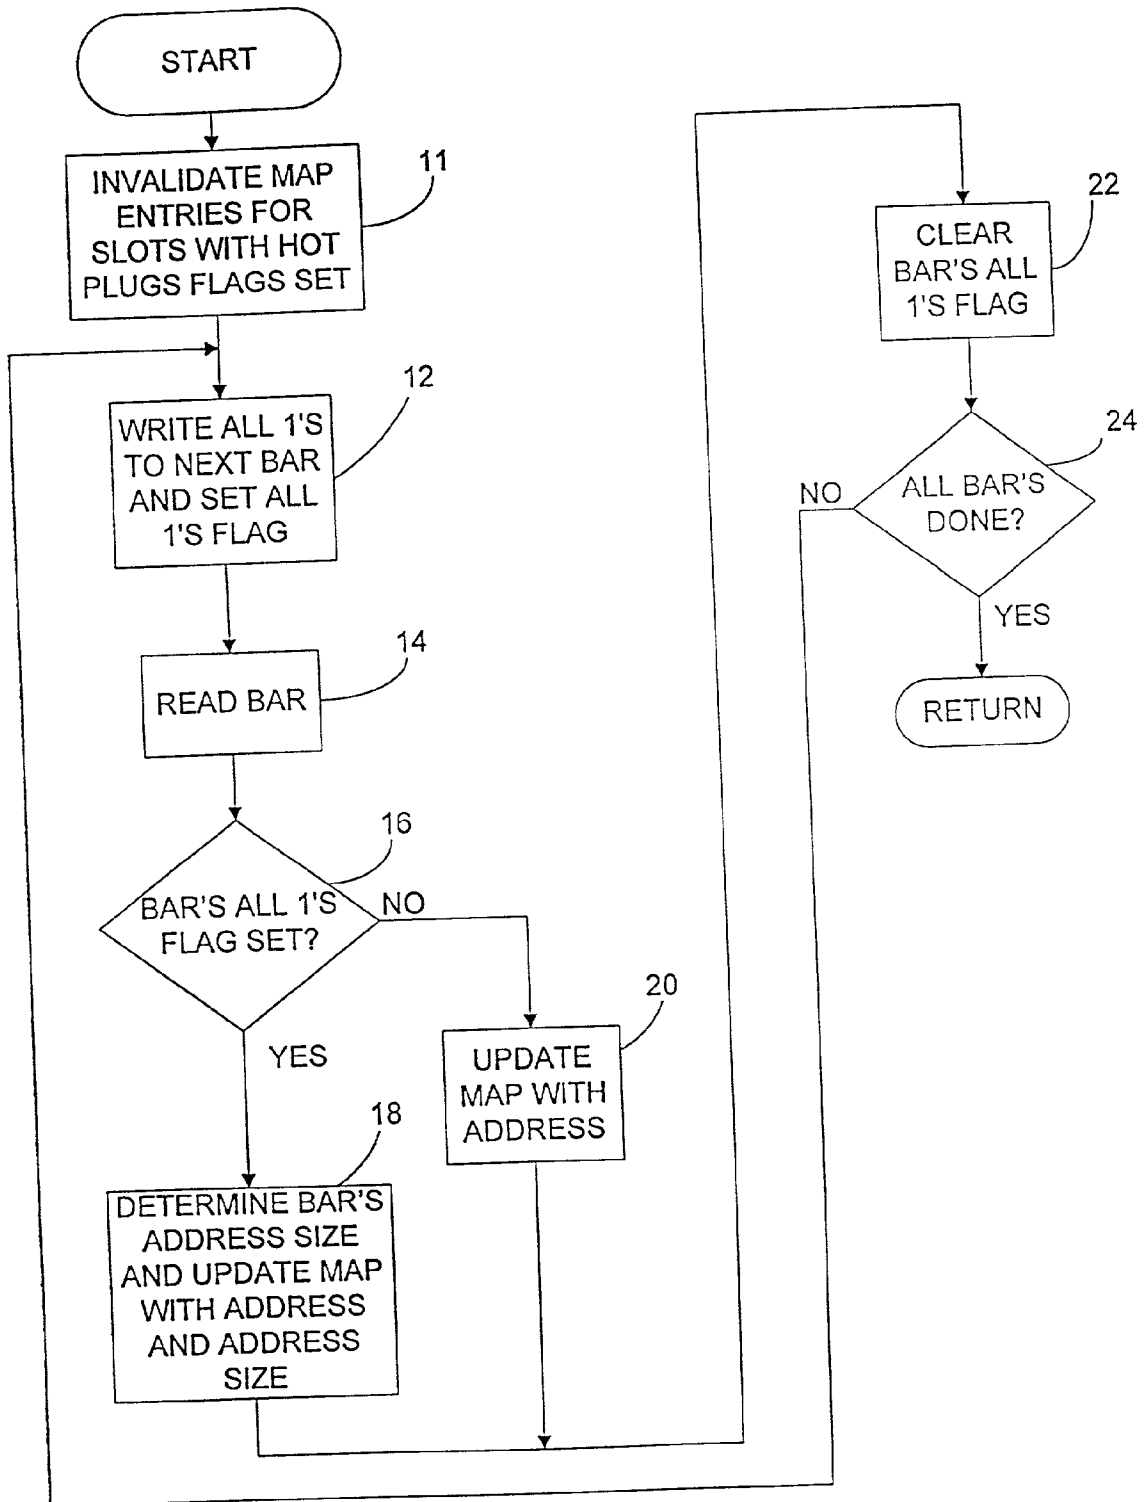 START
INVALIDATE MAP
ENTRIES FOR
SLOTS WITH HOT
PLUGS FLAGS SET
11
WRITE ALL 1'S
TO NEXT BAR
AND SET ALL
1'S FLAG
12
READ BAR
14
BAR'S ALL 1'S
FLAG SET?
16
NO
YES
UPDATE
MAP WITH
ADDRESS
20
DETERMINE BAR'S
ADDRESS SIZE
AND UPDATE MAP
WITH ADDRESS
AND ADDRESS
SIZE
18
CLEAR
BAR'S ALL
1'S FLAG
22
ALL BAR'S
DONE?
24
NO
YES
RETURN